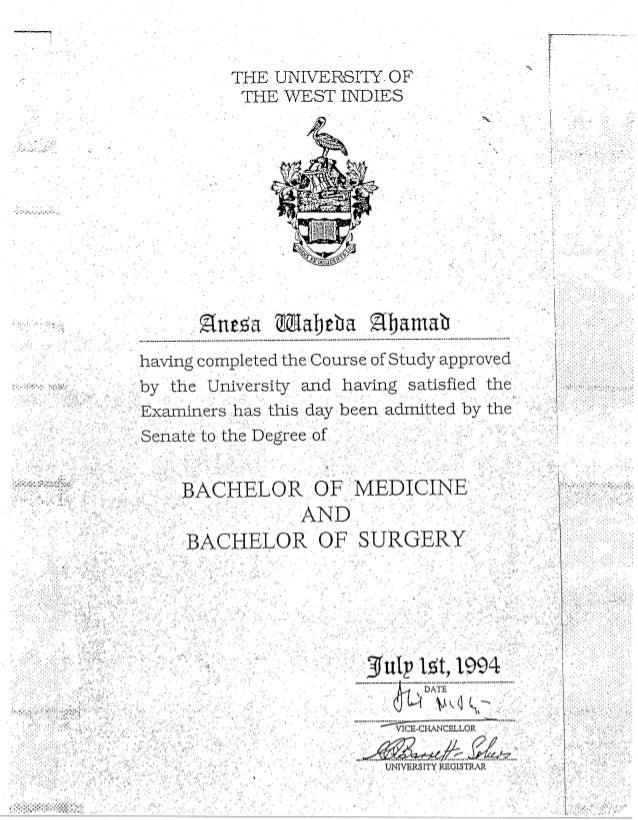 THE UNIVERSITY OF
THE WEST INDIES
Anesa Waheda Ahamad
having completed the Course of Study approved
by the University and having satisfied the
Examiners has this day been admitted by the
Senate to the Degree of
BACHELOR OF MEDICINE
AND
BACHELOR OF SURGERY
July 1st, 1994
DATE
VICE-CHANCELLOR
UNIVERSITY REGISTRAR